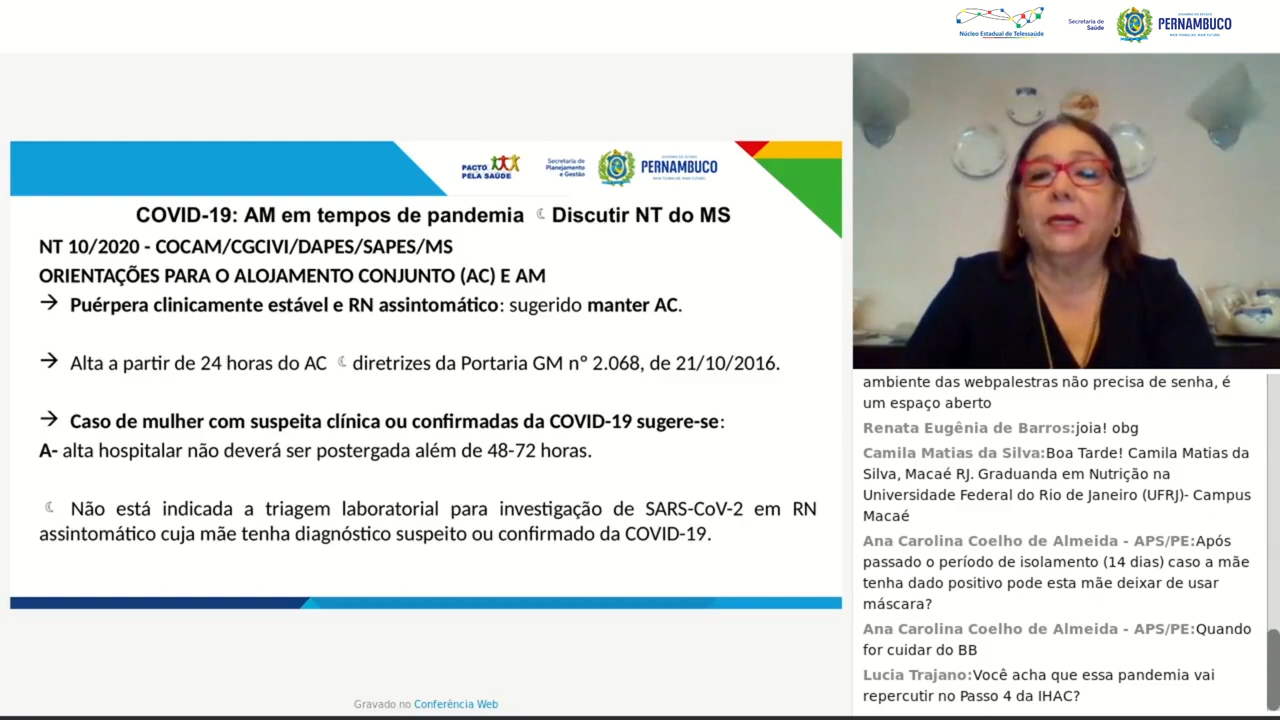 Núcleo Estadual de Telessaúde
Secretaria de
Saúde
PERNAMBUCO
PACTO
PELA SAÚDE
Secretaria de
Planejamento
e Gestão
PERNAMBUCO
COVID-19: AM em tempos de pandemia ☾Discutir NT do MS
NT 10/2020 - COCAM/CGCIVI/DAPES/SAPES/MS
ORIENTAÇÕES PARA O ALOJAMENTO CONJUNTO (AC) E AM
→ Puérpera clinicamente estável e RN assintomático: sugerido manter AC.
→ Alta a partir de 24 horas do AC ☾ diretrizes da Portaria GM nº 2.068, de 21/10/2016.
→ Caso de mulher com suspeita clínica ou confirmadas da COVID-19 sugere-se:
A- alta hospitalar não deverá ser postergada além de 48-72 horas.
☾ Não está indicada a triagem laboratorial para investigação de SARS-CoV-2 em RN
assintomático cuja mãe tenha diagnóstico suspeito ou confirmado da COVID-19.
ambiente das webpalestras não precisa de senha, é
um espaço aberto
Renata Eugênia de Barros:joia! obg
Camila Matias da Silva:Boa Tarde! Camila Matias da
Silva, Macaé RJ. Graduanda em Nutrição na
Universidade Federal do Rio de Janeiro (UFRJ)- Campus
Macaé
Ana Carolina Coelho de Almeida - APS/PE:Após
passado o período de isolamento (14 dias) caso a mãe
tenha dado positivo pode esta mãe deixar de usar
máscara?
Ana Carolina Coelho de Almeida - APS/PE:Quando
for cuidar do BB
Lucia Trajano:Você acha que essa pandemia vai
repercutir no Passo 4 da IHAC?
Gravado no Conferência Web